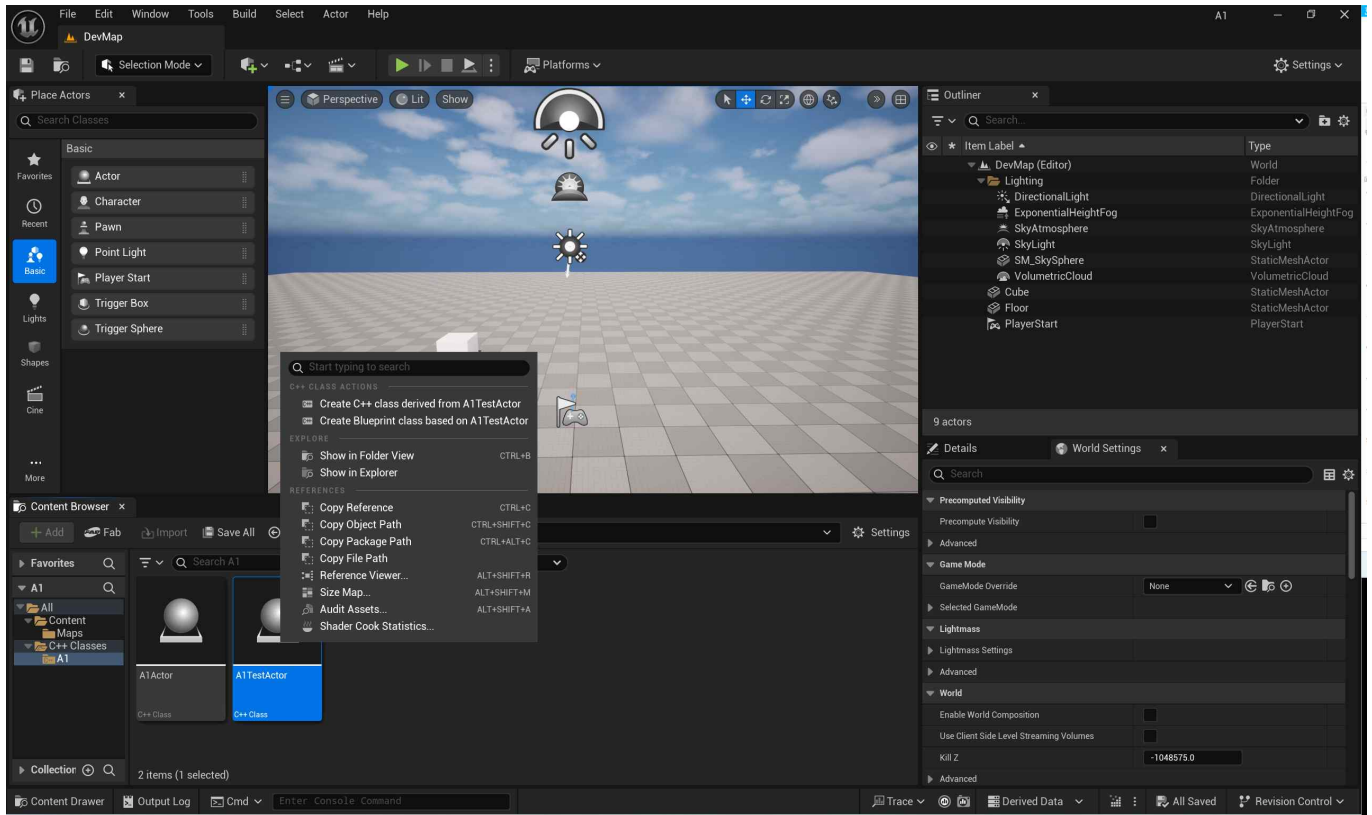 File Edit Window Tools Build Select Actor Help
A1
DevMap
Selection Mode
Platforms
Settings
Place Actors
Search Classes
Basic
Favorites
Recent
Basic
Lights
Shapes
Cine
More
Actor
Character
Pawn
Point Light
Player Start
Trigger Box
Trigger Sphere
Perspective
Lit
Show
Outliner
Search...
Item Label
Type
DevMap (Editor) World
Lighting Folder
DirectionalLight DirectionalLight
ExponentialHeightFog ExponentialHeightFog
SkyAtmosphere SkyAtmosphere
SkyLight SkyLight
SM_SkySphere StaticMeshActor
VolumetricCloud VolumetricCloud
Cube StaticMeshActor
Floor StaticMeshActor
PlayerStart PlayerStart
9 actors
Start typing to search
C++ CLASS ACTIONS
Create C++ class derived from A1TestActor
Create Blueprint class based on A1TestActor
EXPLORE
Show in Folder View CTRL+B
Show in Explorer
REFERENCES
Copy Reference CTRL+C
Copy Object Path CTRL+SHIFT+C
Copy Package Path CTRL+ALT+C
Copy File Path
Reference Viewer... ALT+SHIFT+R
Size Map... ALT+SHIFT+M
Audit Assets... ALT+SHIFT+A
Shader Cook Statistics...
Details
World Settings
Search
Precomputed Visibility
Precompute Visibility
Advanced
Game Mode
GameMode Override None
Selected GameMode
Lightmass
Lightmass Settings
Advanced
World
Enable World Composition
Use Client Side Level Streaming Volumes
Kill Z -1048575.0
Advanced
Content Browser
Add
Fab
Import
Save All
Settings
Favorites
A1
All
Content
Maps
C++ Classes
A1
Collection
Search A1
A1Actor
C++ Class
A1TestActor
C++ Class
2 items (1 selected)
Content Drawer
Output Log
Cmd
Enter Console Command
Trace
Derived Data
All Saved
Revision Control